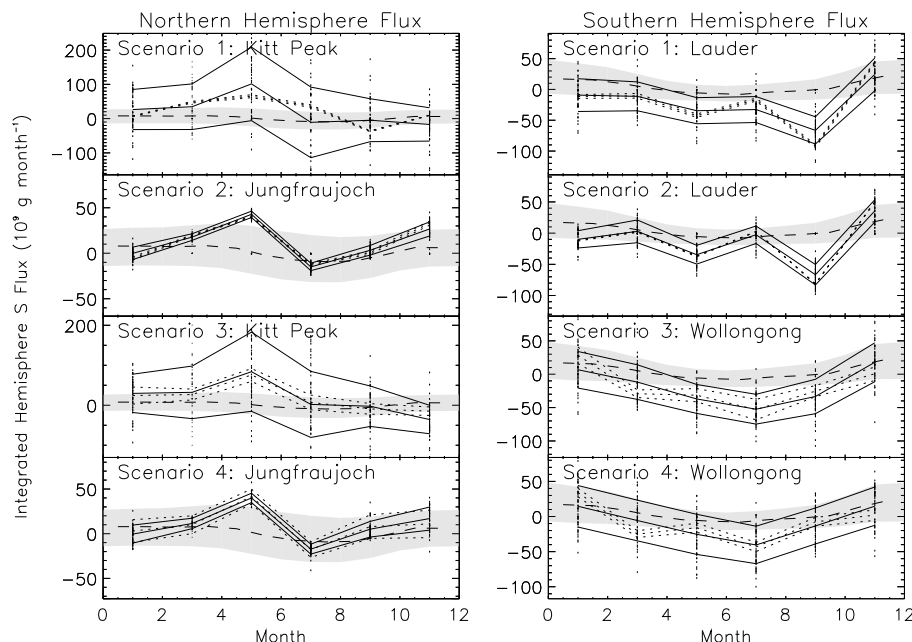 Northern Hemisphere Flux
Southern Hemisphere Flux
Integrated Hemisphere S Flux (10⁹ g month⁻¹)
Scenario 1: Kitt Peak
200
100
0
−100
Scenario 2: Jungfraujoch
50
0
−50
Scenario 3: Kitt Peak
200
0
Scenario 4: Jungfraujoch
50
0
−50
0 2 4 6 8 10 12
Month
Scenario 1: Lauder
50
0
−50
−100
Scenario 2: Lauder
50
0
−50
−100
Scenario 3: Wollongong
50
0
−50
−100
Scenario 4: Wollongong
50
0
−50
−100
0 2 4 6 8 10 12
Month